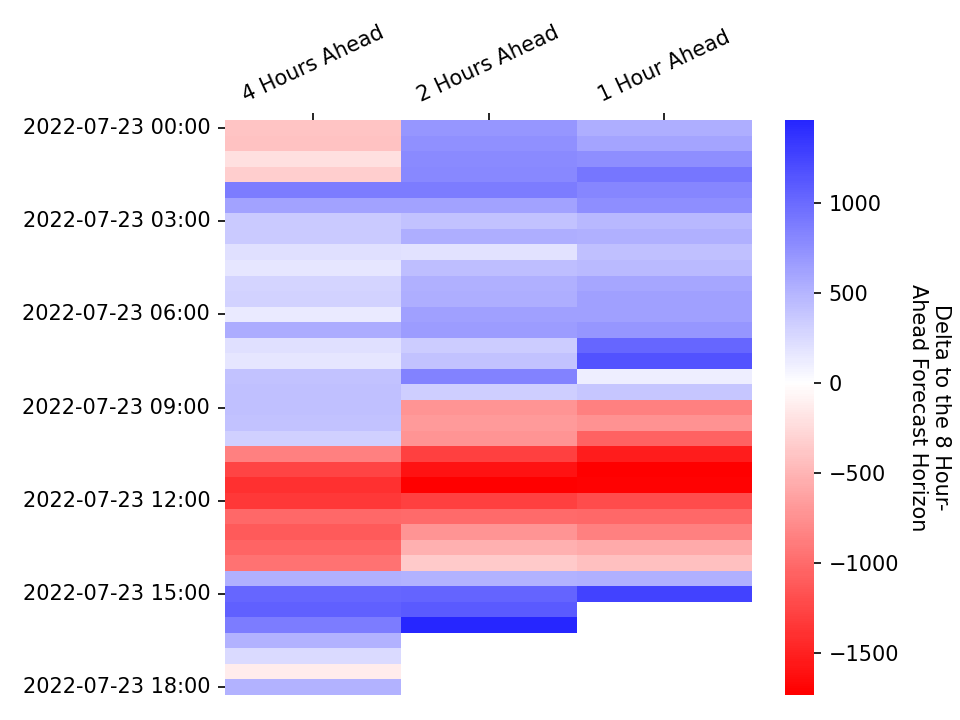 4 Hours Ahead
2 Hours Ahead
1 Hour Ahead
2022-07-23 00:00
2022-07-23 03:00
2022-07-23 06:00
2022-07-23 09:00
2022-07-23 12:00
2022-07-23 15:00
2022-07-23 18:00
1000
500
0
−500
−1000
−1500
Delta to the 8 Hour-
Ahead Forecast Horizon